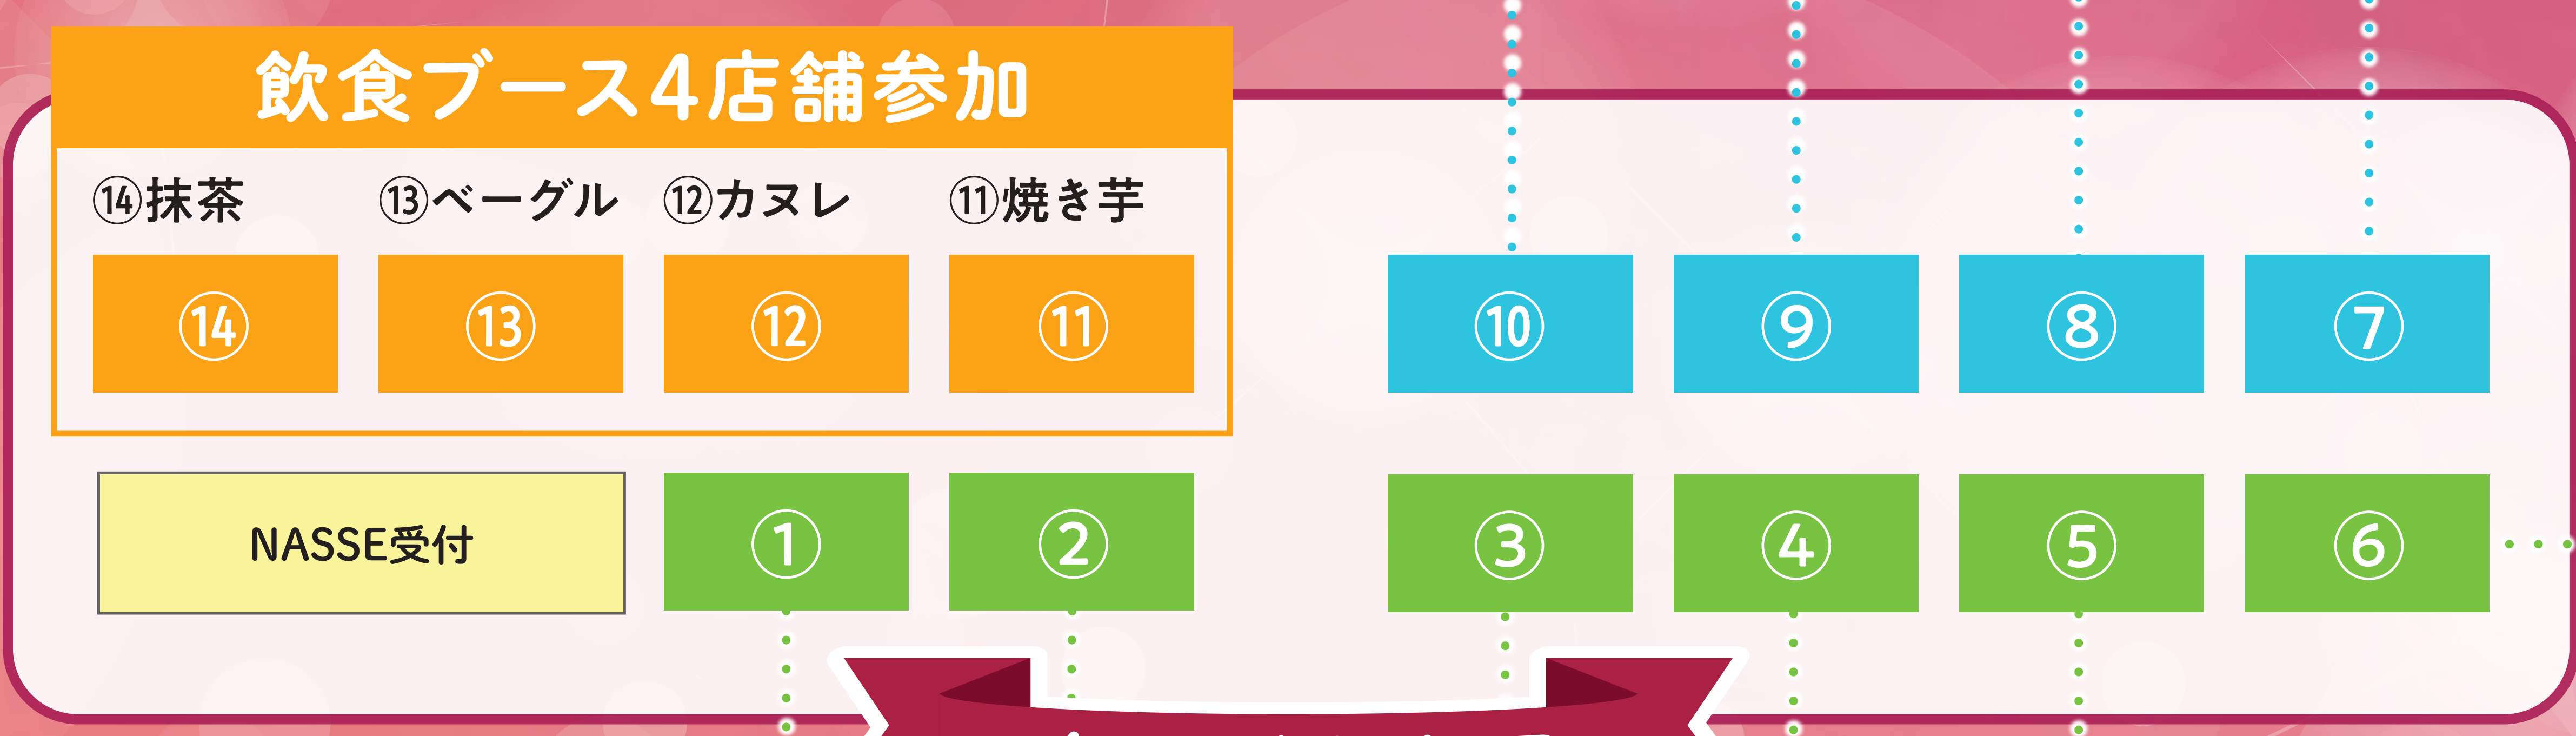 飲食ブース4店舗参加
⑭抹茶 ⑬ベーグル ⑫カヌレ ⑪焼き芋
⑭ ⑬ ⑫ ⑪ ⑩ ⑨ ⑧ ⑦
NASSE受付 ① ② ③ ④ ⑤ ⑥